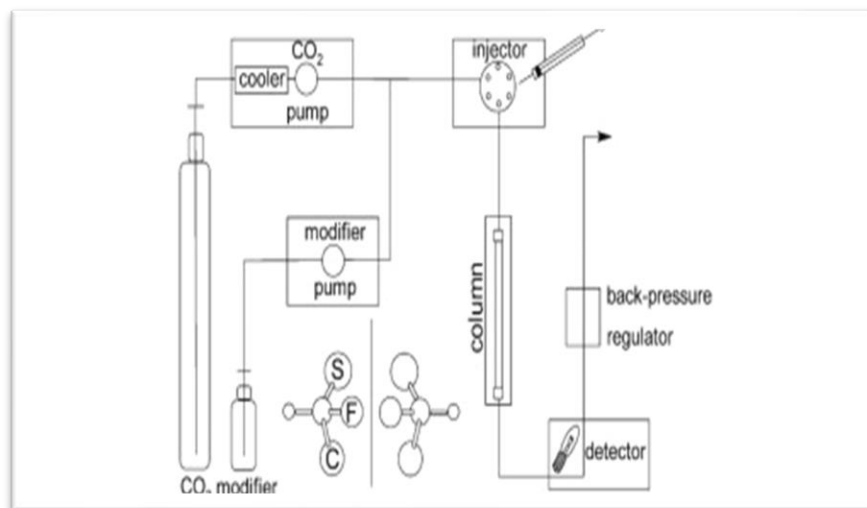 CO2
cooler
pump
injector
modifier
pump
column
back-pressure
regulator
S
F
C
detector
CO2 modifier